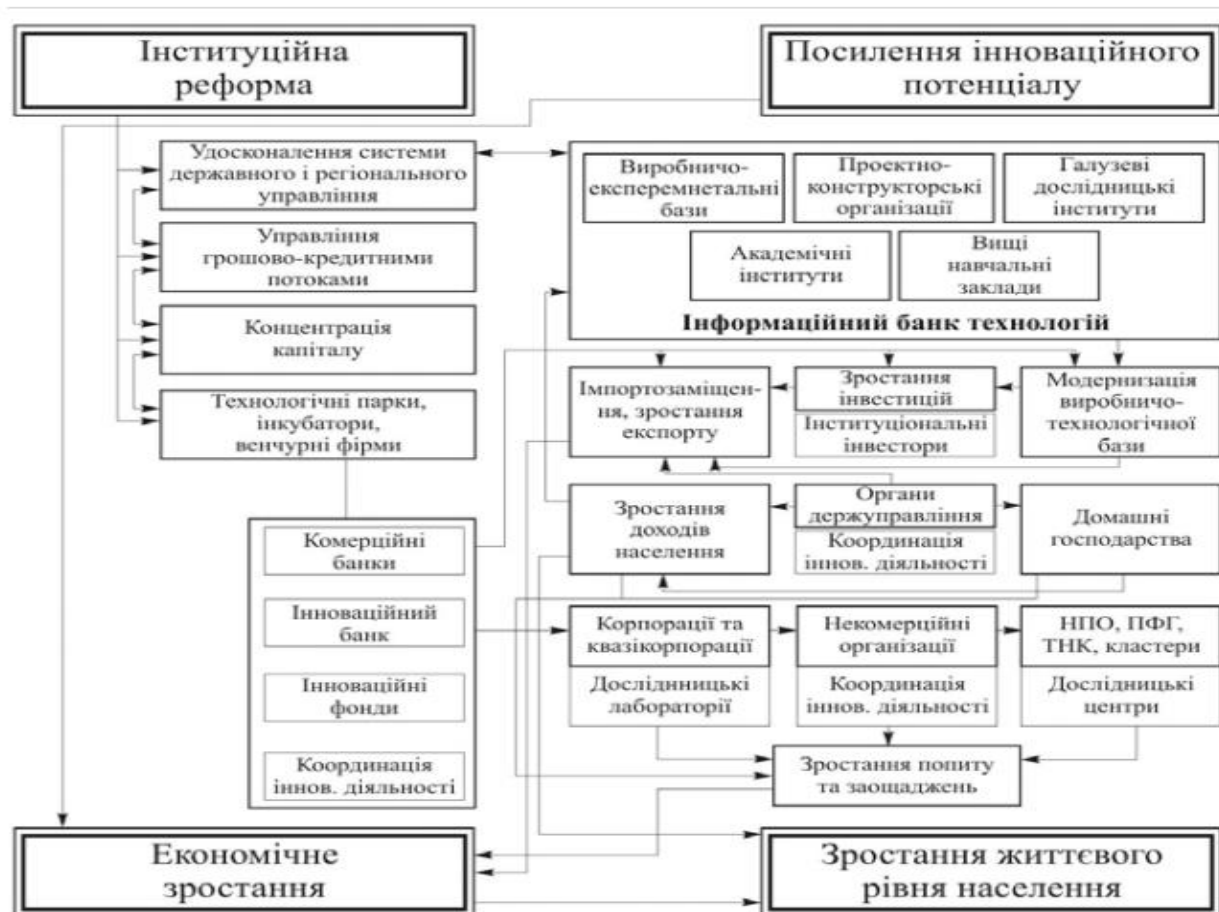 Інституційна
реформа
Посилення інноваційного
потенціалу
Удосконалення системи
державного і регіонального
управління
Управління
грошово-кредитними
потоками
Концентрація
капіталу
Технологічні парки,
інкубатори,
венчурні фірми
Виробничо-
експеремнетальні
бази
Проектно-
конструкторські
організації
Галузеві
дослідницькі
інститути
Академічні
інститути
Вищі
навчальні
заклади
Інформаційний банк технологій
Імпортозаміщен-
ня, зростання
експорту
Зростання
інвестицій
Інституціональні
інвестори
Модернизація
виробничо-
технологічної
бази
Зростання
доходів
населення
Органи
держуправління
Координація
іннов. діяльності
Домашні
господарства
Комерційні
банки
Інноваційний
банк
Інноваційні
фонди
Координація
іннов. діяльності
Корпорації та
квазікорпорації
Досліднницькі
лабораторії
Некомерційні
організації
Координація
іннов. діяльності
НПО, ПФГ,
ТНК, кластери
Дослідницькі
центри
Зростання попиту
та заощаджень
Економічне
зростання
Зростання життєвого
рівня населення